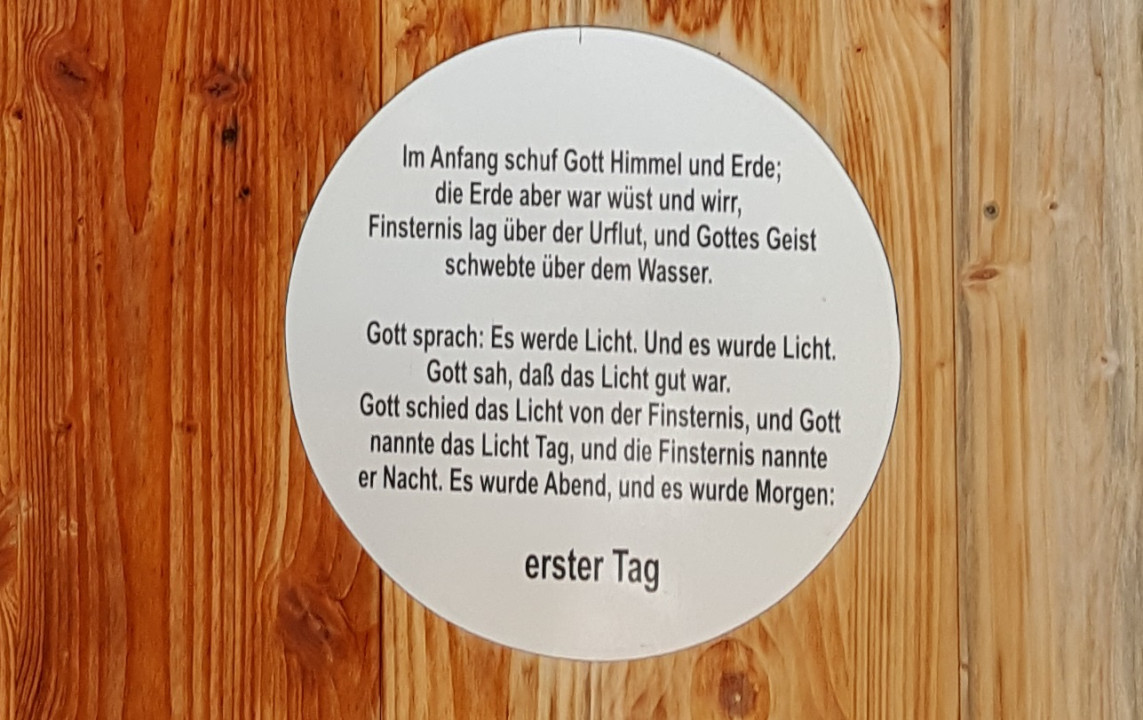 Im Anfang schuf Gott Himmel und Erde;
die Erde aber war wüst und wirr,
Finsternis lag über der Urflut, und Gottes Geist
schwebte über dem Wasser.
Gott sprach: Es werde Licht. Und es wurde Licht.
Gott sah, daß das Licht gut war.
Gott schied das Licht von der Finsternis, und Gott
nannte das Licht Tag, und die Finsternis nannte
er Nacht. Es wurde Abend, und es wurde Morgen:
erster Tag